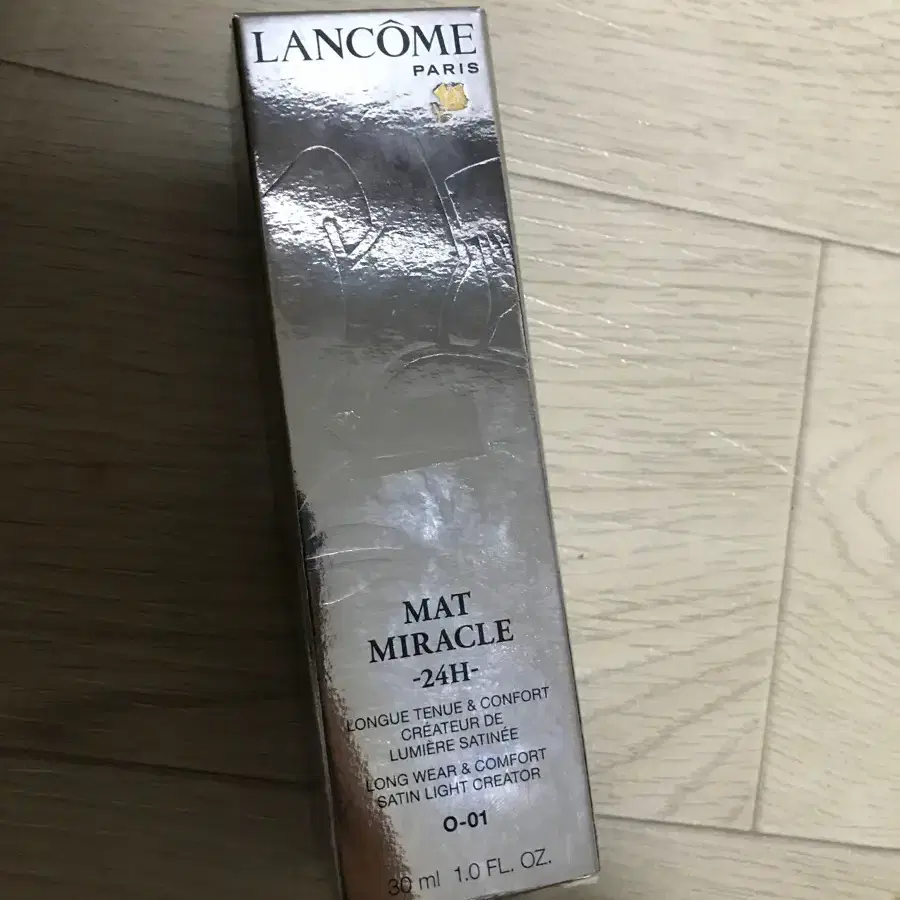 LANCÔME
PARIS
MAT
MIRACLE
-24H-
LONGUE TENUE & CONFORT
CRÉATEUR DE
LUMIÈRE SATINÉE
LONG WEAR & COMFORT
SATIN LIGHT CREATOR
O-01
30 ml 1.0 FL. OZ.